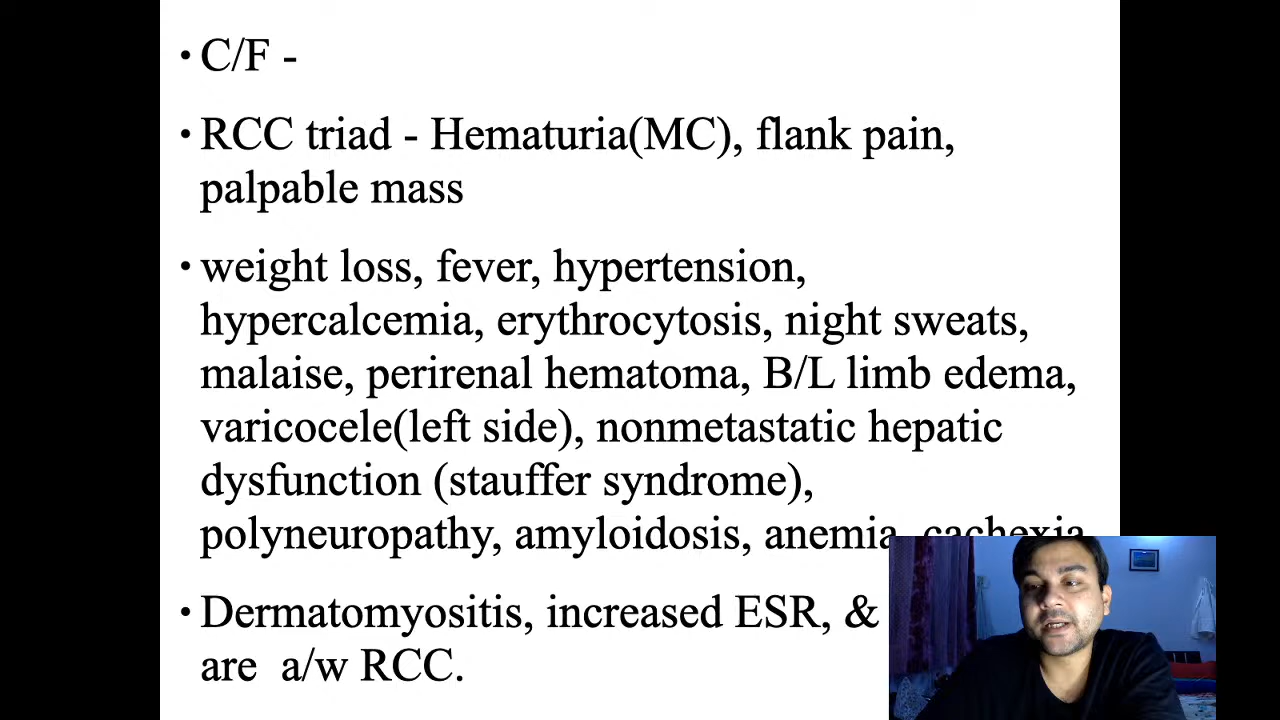 • C/F -
• RCC triad - Hematuria(MC), flank pain,
palpable mass
• weight loss, fever, hypertension,
hypercalcemia, erythrocytosis, night sweats,
malaise, perirenal hematoma, B/L limb edema,
varicocele(left side), nonmetastatic hepatic
dysfunction (stauffer syndrome),
polyneuropathy, amyloidosis, anemia, cachexia
• Dermatomyositis, increased ESR, &
are a/w RCC.